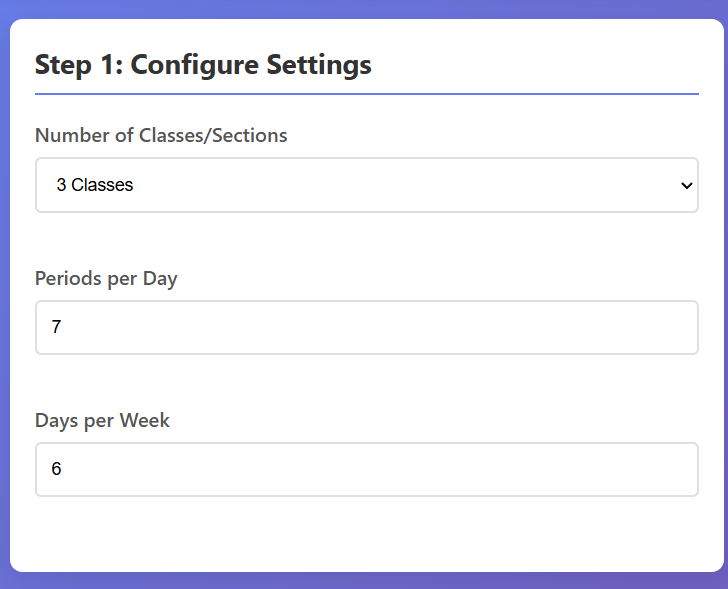 Step 1: Configure Settings
Number of Classes/Sections
3 Classes
Periods per Day
7
Days per Week
6